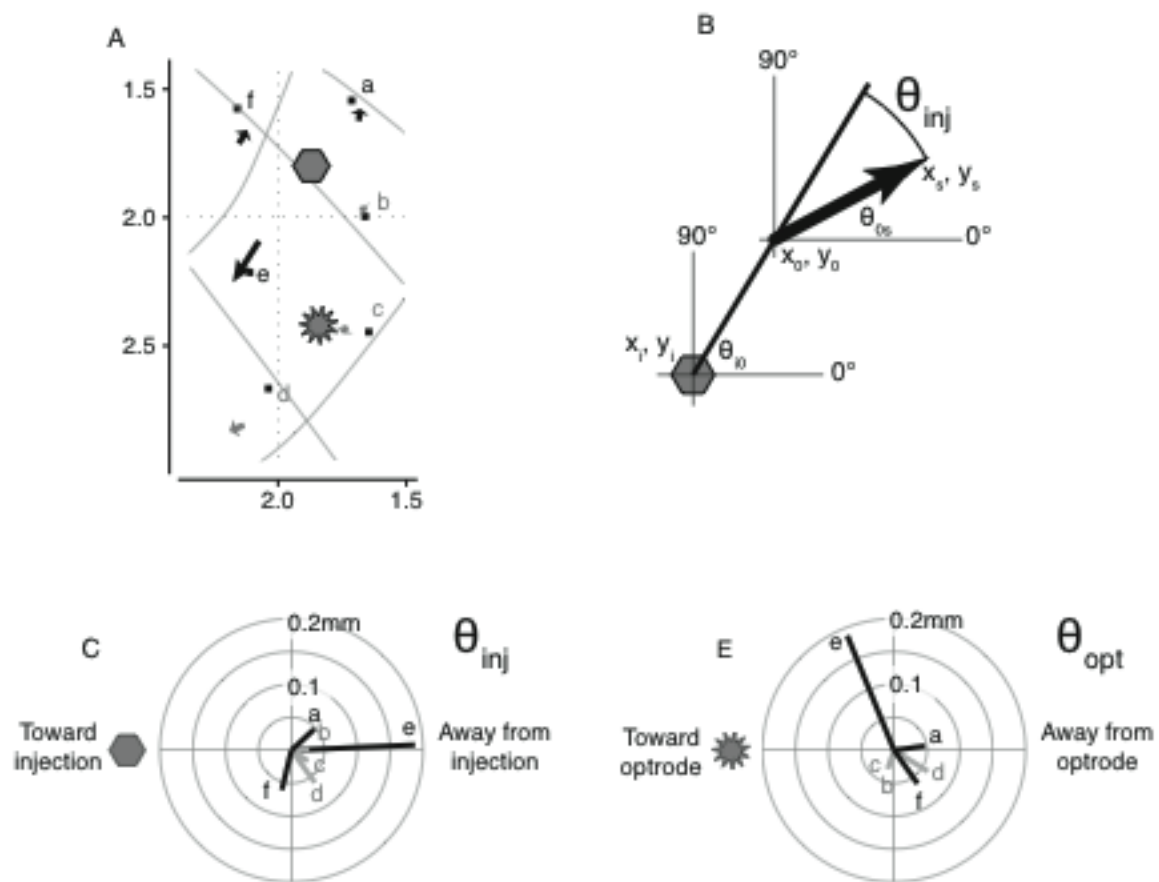 A
1.5
2.0
2.5
2.0
1.5
f
a
b
e
c
d
B
90°
θinj
xs, ys
θ0s
0°
90°
x0, y0
xi, yi
θi0
0°
C
0.2mm
0.1
θinj
Toward
injection
Away from
injection
a
b
e
c
d
f
E
0.2mm
0.1
θopt
Toward
optrode
Away from
optrode
e
a
c
d
b
f